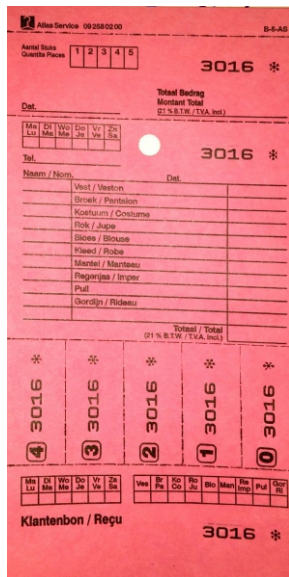 Atlas Service 09 258 02 00 B-5-AS
Aantal Stuks
Quantité Pièces 1 2 3 4 5
3016 *
Totaal Bedrag
Montant Total
(21 % B.T.W. / T.V.A. Incl.)
Dat.
Ma Di Wo Do Vr Za
Lu Ma Me Je Ve Sa
3016 *
Tel.
Naam / Nom. Dat.
Vest / Veston
Broek / Pantalon
Kostuum / Costume
Rok / Jupe
Bloes / Blouse
Kleed / Robe
Mantel / Manteau
Regenjas / Imper
Pull
Gordijn / Rideau
Totaal / Total
(21 % B.T.W. / T.V.A. Incl.)
4 3016 *
3 3016 *
2 3016 *
1 3016 *
0 3016 *
Ma Di Wo Do Vr Za
Lu Ma Me Je Ve Sa
Ves Br Ko Ro Blo Man Re Pul Gor
Pa Co Ju Imp Ri
Klantenbon / Reçu
3016 *